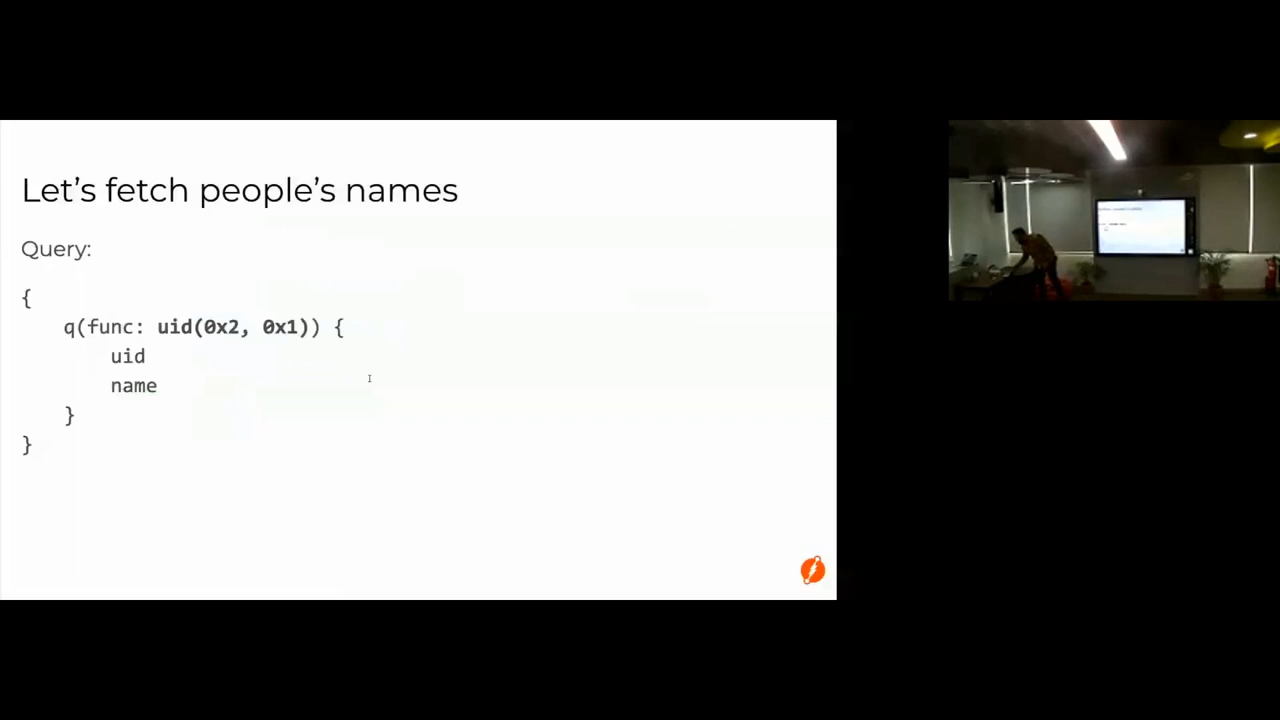 Let's fetch people's names
Query:
{
q(func: uid(0x2, 0x1)) {
uid
name
}
}